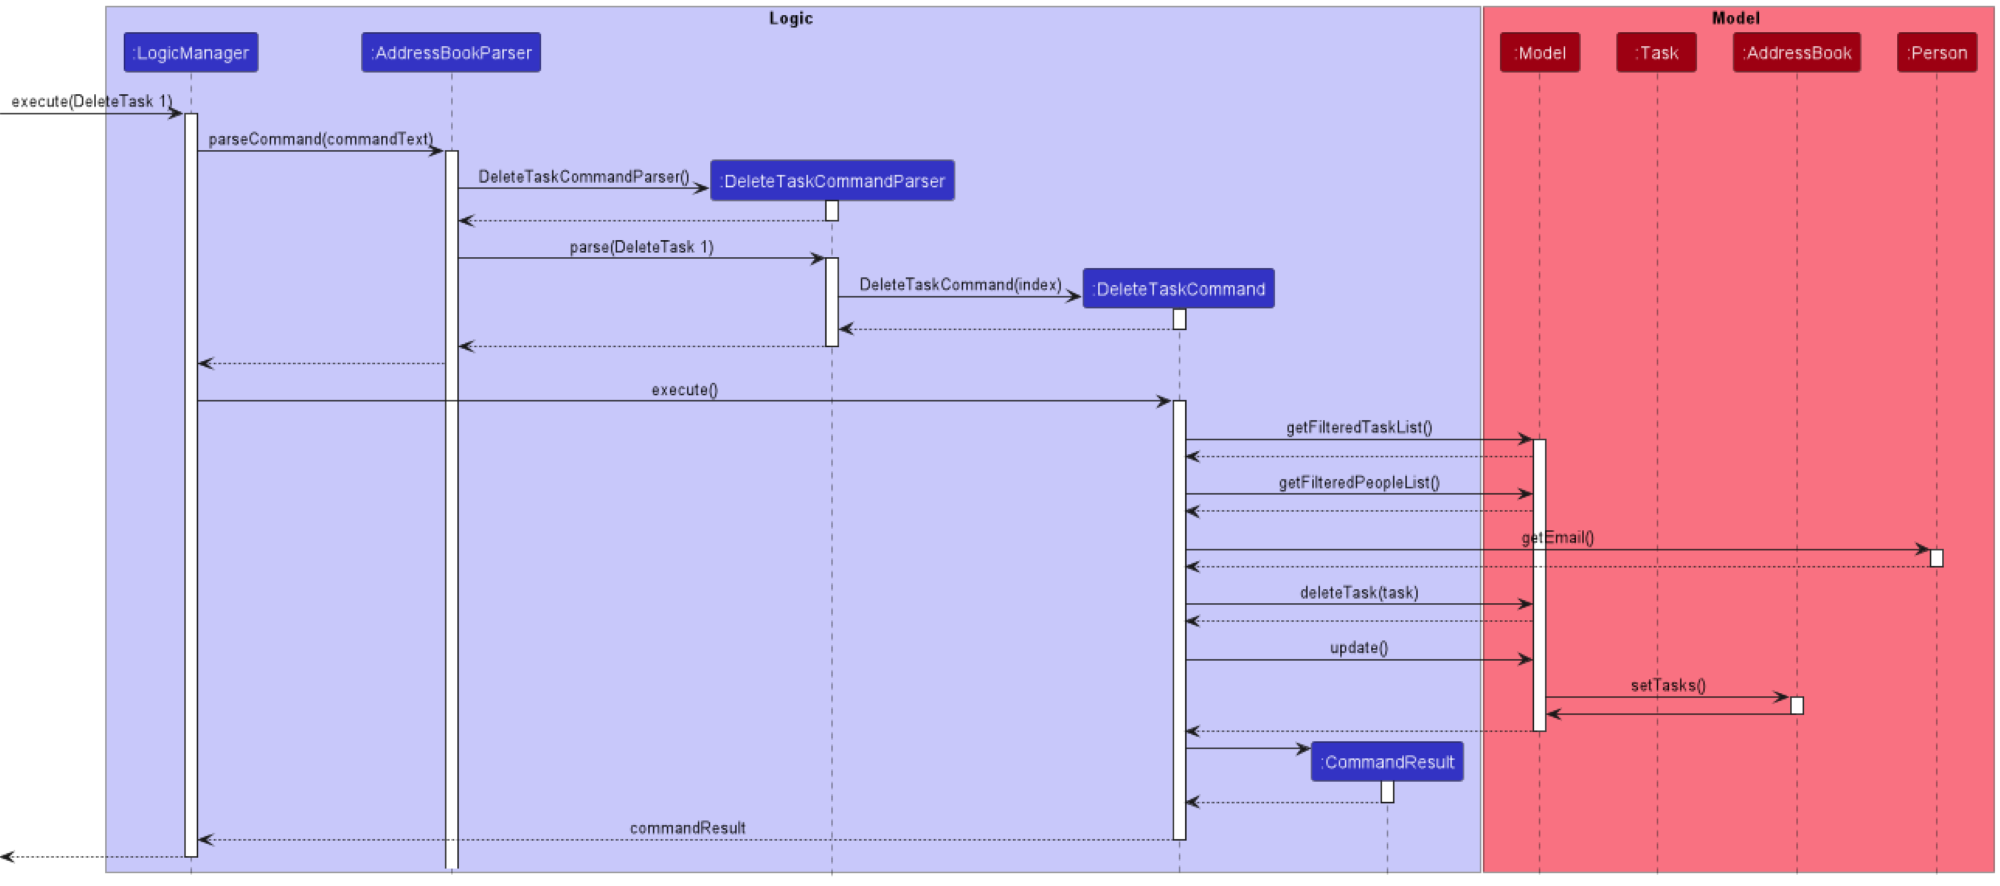 Logic
Model
:LogicManager
:AddressBookParser
:Model
:Task
:AddressBook
:Person
execute(DeleteTask 1)
parseCommand(commandText)
DeleteTaskCommandParser()
:DeleteTaskCommandParser
parse(DeleteTask 1)
DeleteTaskCommand(index)
:DeleteTaskCommand
execute()
getFilteredTaskList()
getFilteredPeopleList()
getEmail()
deleteTask(task)
update()
setTasks()
:CommandResult
commandResult